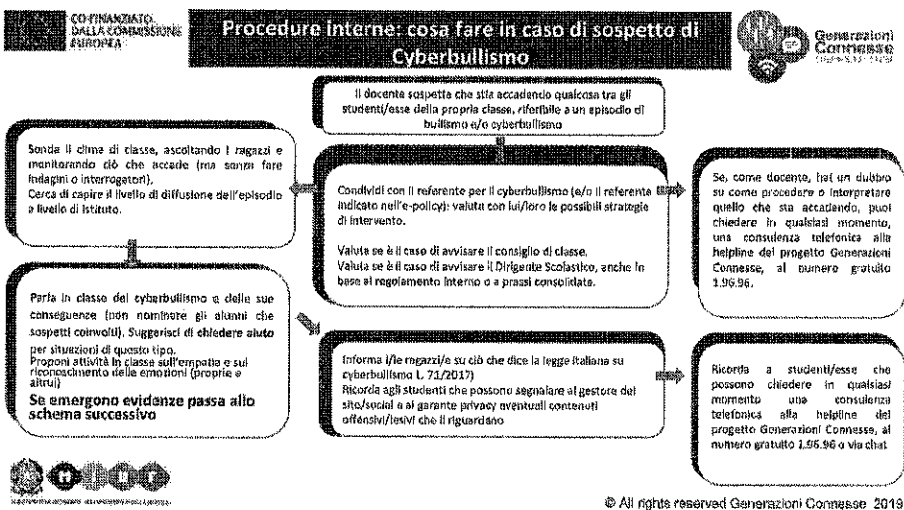 CO-FINANZIATO
DALLA COMMISSIONE
EUROPEA
Procedure interne: cosa fare in caso di sospetto di
Cyberbullismo
Generazioni
Connesse
Il docente sospetta che stia accadendo qualcosa tra gli
studenti/esse della propria classe, riferibile a un episodio di
bullismo e/o cyberbullismo
Sonda il clima di classe, ascoltando i ragazzi e
monitorando ciò che accade (ma senza fare
indagini o interrogatori).
Cerca di capire il livello di diffusione dell'episodio
a livello di Istituto.
Condividi con il referente per il cyberbullismo (e/o il referente
indicato nell'e-policy): valuta con lui/loro le possibili strategie
di intervento.
Valuta se è il caso di avvisare il consiglio di classe.
Valuta se è il caso di avvisare il Dirigente Scolastico, anche in
base al regolamento interno o a prassi consolidate.
Se, come docente, hai un dubbio
su come procedere o interpretare
quello che sta accadendo, puoi
chiedere in qualsiasi momento,
una consulenza telefonica alla
helpline del progetto Generazioni
Connesse, al numero gratuito
1.96.96.
Parla in classe del cyberbullismo e delle sue
conseguenze (non nominare gli alunni che
sospetti coinvolti). Suggerisci di chiedere aiuto
per situazioni di questo tipo.
Proponi attività in classe sull'empatia e sul
riconoscimento delle emozioni (proprie e
altrui)
Se emergono evidenze passa allo
schema successivo
Informa i/le ragazzi/e su ciò che dice la legge italiana su
cyberbullismo L. 71/2017)
Ricorda agli studenti che possono segnalare al gestore del
sito/social e al garante privacy eventuali contenuti
offensivi/lesivi che li riguardano
Ricorda a studenti/esse che
possono chiedere in qualsiasi
momento una consulenza
telefonica alla helpline del
progetto Generazioni Connesse, al
numero gratuito 1.96.96 o via chat
MIUR
© All rights reserved Generazioni Connesse 2019